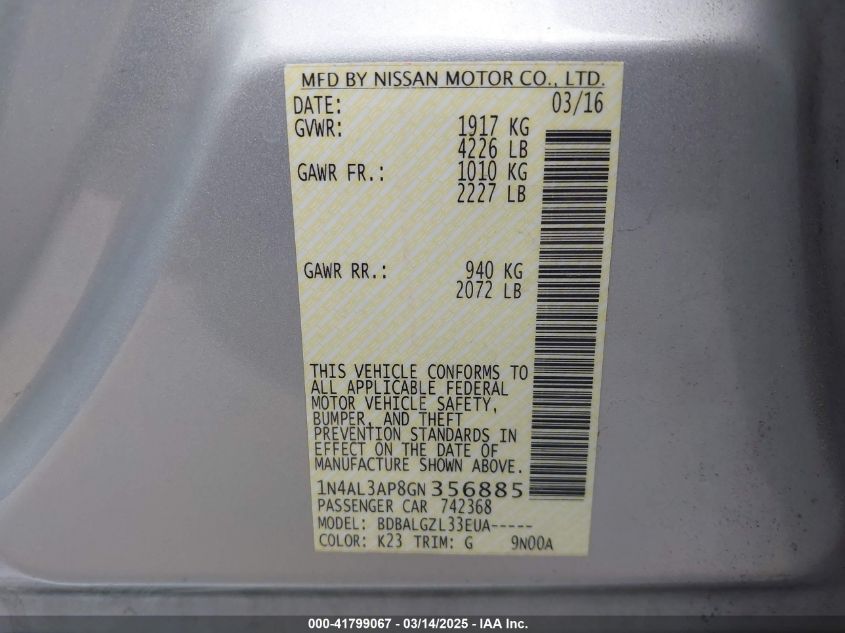 MFD BY NISSAN MOTOR CO., LTD.
DATE: 03/16
GVWR: 1917 KG
4226 LB
GAWR FR.: 1010 KG
2227 LB
GAWR RR.: 940 KG
2072 LB
THIS VEHICLE CONFORMS TO
ALL APPLICABLE FEDERAL
MOTOR VEHICLE SAFETY,
BUMPER, AND THEFT
PREVENTION STANDARDS IN
EFFECT ON THE DATE OF
MANUFACTURE SHOWN ABOVE.
1N4AL3AP8GN356885
PASSENGER CAR 742368
MODEL: BDBALGZL33EUA-----
COLOR: K23 TRIM: G 9N00A
000-41799067 - 03/14/2025 - IAA Inc.